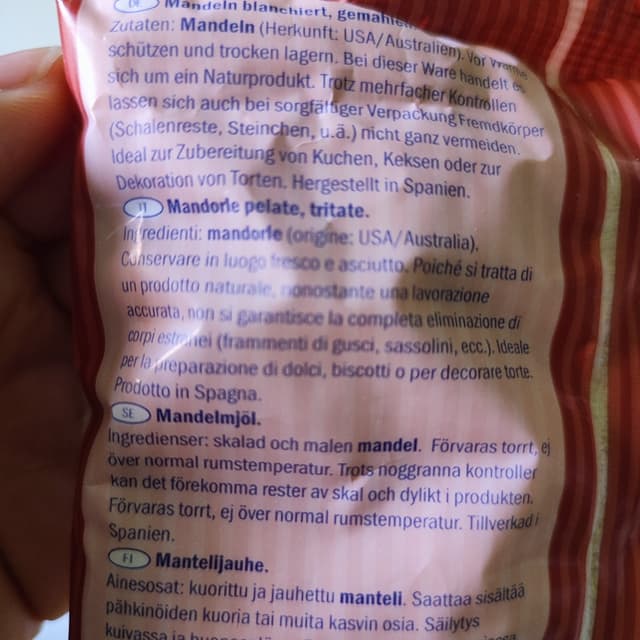 DE Mandeln blanchiert, gemahlen.
Zutaten: Mandeln (Herkunft: USA/Australien). Vor Wärme
schützen und trocken lagern. Bei dieser Ware handelt es
sich um ein Naturprodukt. Trotz mehrfacher Kontrollen
lassen sich auch bei sorgfältiger Verpackung Fremdkörper
(Schalenreste, Steinchen, u.ä.) nicht ganz vermeiden.
Ideal zur Zubereitung von Kuchen, Keksen oder zur
Dekoration von Torten. Hergestellt in Spanien.
IT Mandorle pelate, tritate.
Ingredienti: mandorle (origine: USA/Australia).
Conservare in luogo fresco e asciutto. Poiché si tratta di
un prodotto naturale, nonostante una lavorazione
accurata, non si garantisce la completa eliminazione di
corpi estranei (frammenti di gusci, sassolini, ecc.). Ideale
per la preparazione di dolci, biscotti o per decorare torte.
Prodotto in Spagna.
SE Mandelmjöl.
Ingredienser: skalad och malen mandel. Förvaras torrt, ej
över normal rumstemperatur. Trots noggranna kontroller
kan det förekomma rester av skal och dylikt i produkten.
Förvaras torrt, ej över normal rumstemperatur. Tillverkad i
Spanien.
FI Mantelijauhe.
Ainesosat: kuorittu ja jauhettu manteli. Saattaa sisältää
pähkinöiden kuoria tai muita kasvin osia. Säilytys
kuivassa ja